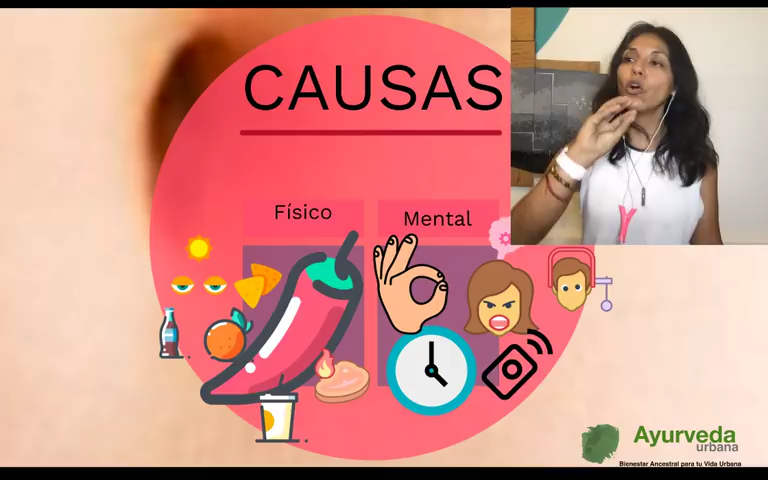 CAUSAS
Físico
Mental
Ayurveda
urbana
Bienestar Ancestral para tu Vida Urbana